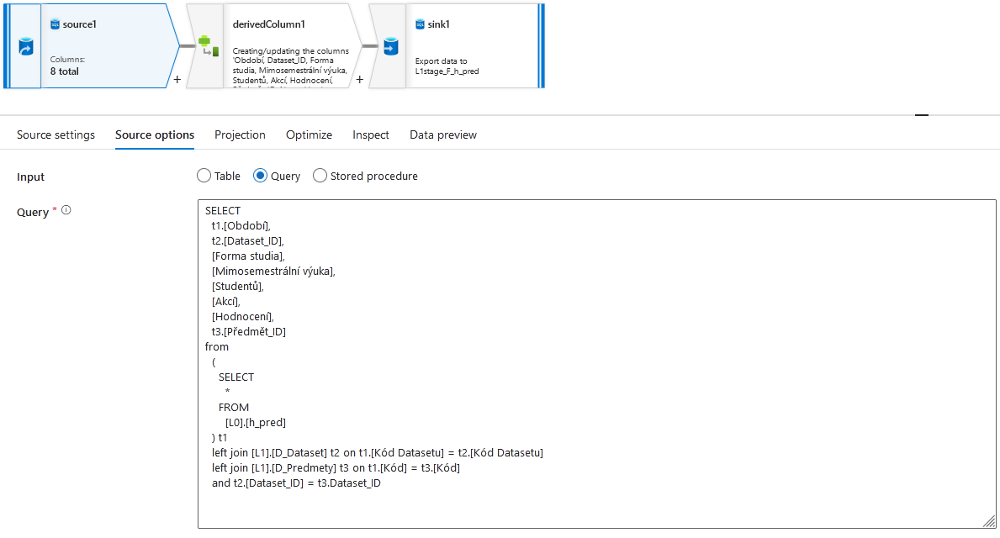 source1
Columns:
8 total
+
derivedColumn1
Creating/updating the columns
'Období, Dataset_ID, Forma
studia, Mimosemestrální výuka,
Studentů, Akcí, Hodnocení,
+
sink1
Export data to
L1stage_F_h_pred
Source settings Source options Projection Optimize Inspect Data preview
Input Table Query Stored procedure
Query *
SELECT
t1.[Období],
t2.[Dataset_ID],
[Forma studia],
[Mimosemestrální výuka],
[Studentů],
[Akcí],
[Hodnocení],
t3.[Předmět_ID]
from
(
SELECT
*
FROM
[L0].[h_pred]
) t1
left join [L1].[D_Dataset] t2 on t1.[Kód Datasetu] = t2.[Kód Datasetu]
left join [L1].[D_Predmety] t3 on t1.[Kód] = t3.[Kód]
and t2.[Dataset_ID] = t3.Dataset_ID